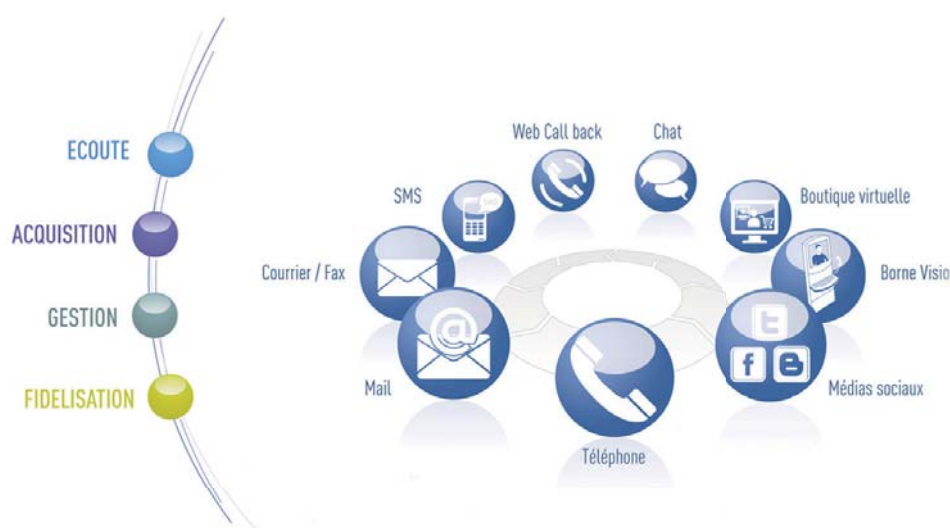 ECOUTE
ACQUISITION
GESTION
FIDELISATION
Web Call back
Chat
SMS
Boutique virtuelle
Courrier / Fax
Borne Visio
Mail
Médias sociaux
Téléphone